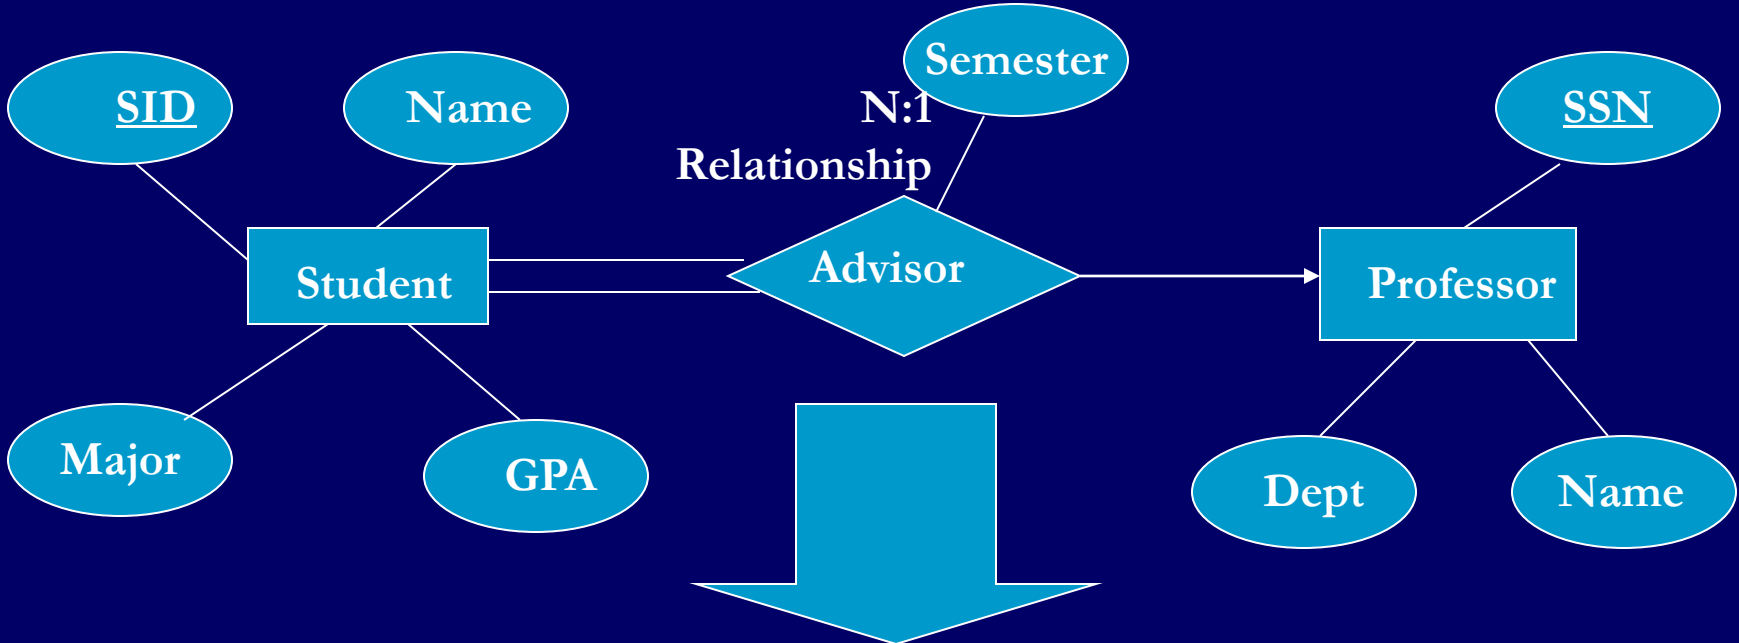 Semester
SID
Name
N:1
SSN
Relationship
Student
Advisor
Professor
Major
GPA
Dept
Name